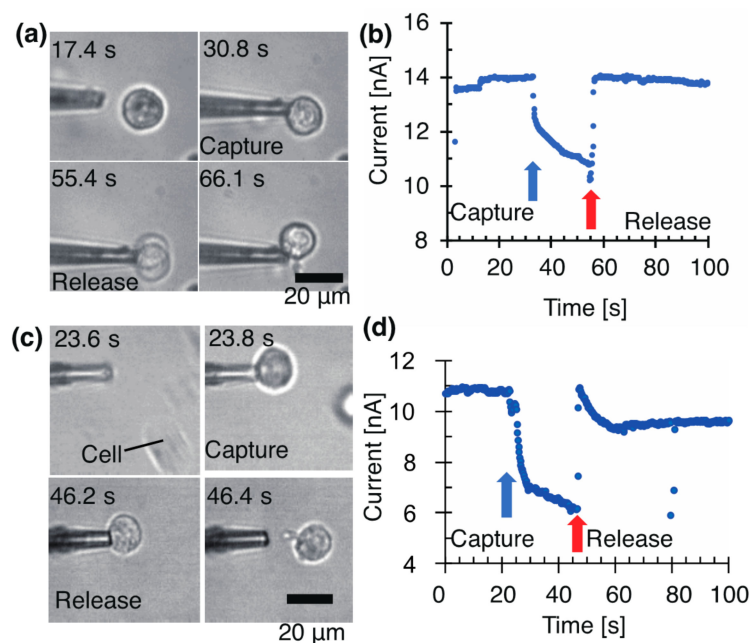 (a)
17.4 s
30.8 s
Capture
55.4 s
66.1 s
Release
20 μm
(b)
Current [nA]
16
14
12
10
8
Capture
Release
0 20 40 60 80 100
Time [s]
(c)
23.6 s
23.8 s
Cell
Capture
46.2 s
46.4 s
Release
20 μm
(d)
Current [nA]
12
10
8
6
4
Capture
Release
0 20 40 60 80 100
Time [s]